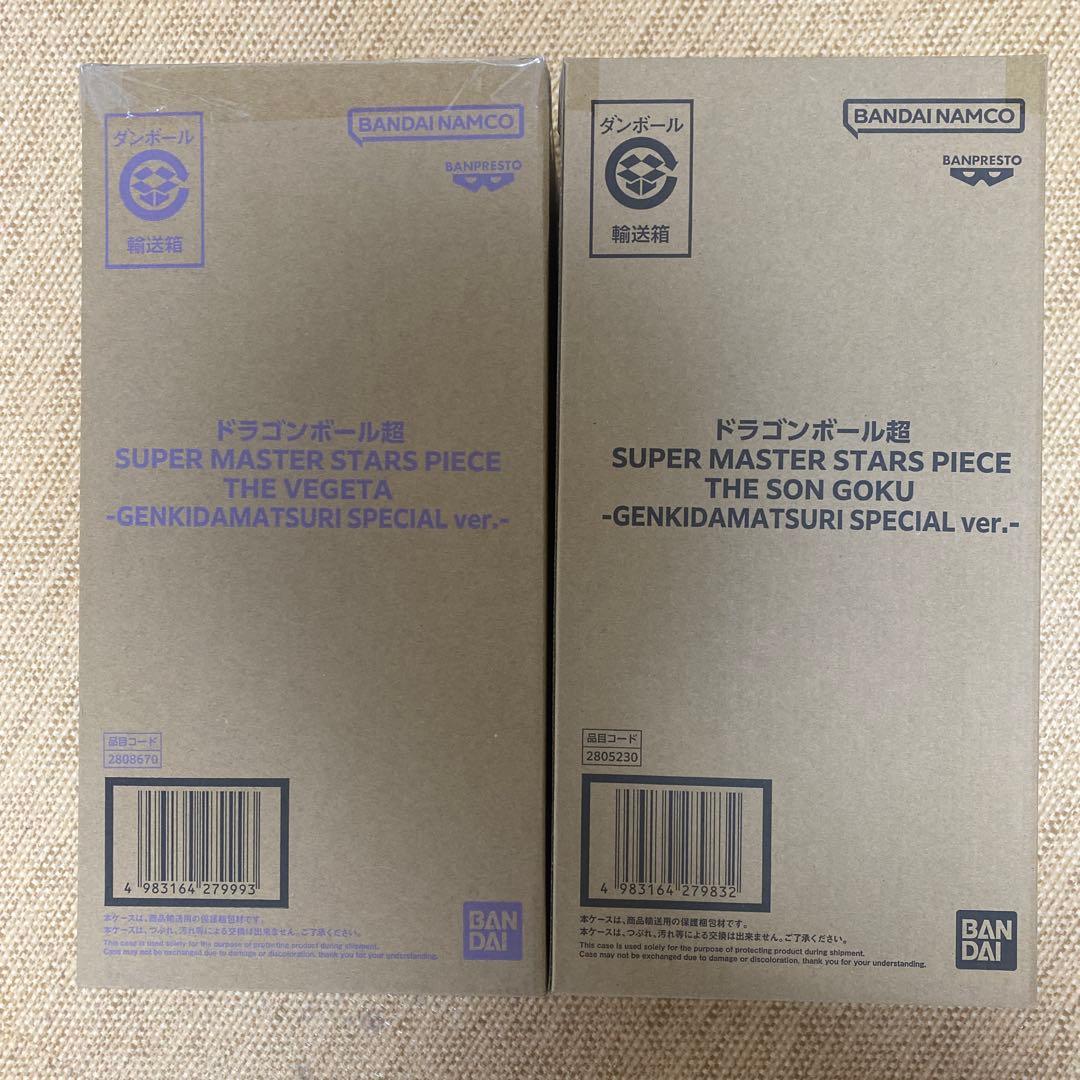 ダンボール
輸送箱
BANDAI NAMCO
BANPRESTO
ドラゴンボール超
SUPER MASTER STARS PIECE
THE VEGETA
-GENKIDAMATSURI SPECIAL ver.-
品目コード
2808670
4 983164 279993
本ケースは、商品輸送用の保護梱包材です。
本ケースは、つぶれ、汚れ等による交換は出来ません。ご了承ください。
This case is used solely for the purpose of protecting product during shipment.
Case may not be exchanged due to damage or discoloration, thank you for your understanding.
BAN
DAI
ダンボール
輸送箱
BANDAI NAMCO
BANPRESTO
ドラゴンボール超
SUPER MASTER STARS PIECE
THE SON GOKU
-GENKIDAMATSURI SPECIAL ver.-
品目コード
2805230
4 983164 279832
本ケースは、商品輸送用の保護梱包材です。
本ケースは、つぶれ、汚れ等による交換は出来ません。ご了承ください。
This case is used solely for the purpose of protecting product during shipment.
Case may not be exchanged due to damage or discoloration, thank you for your understanding.
BAN
DAI